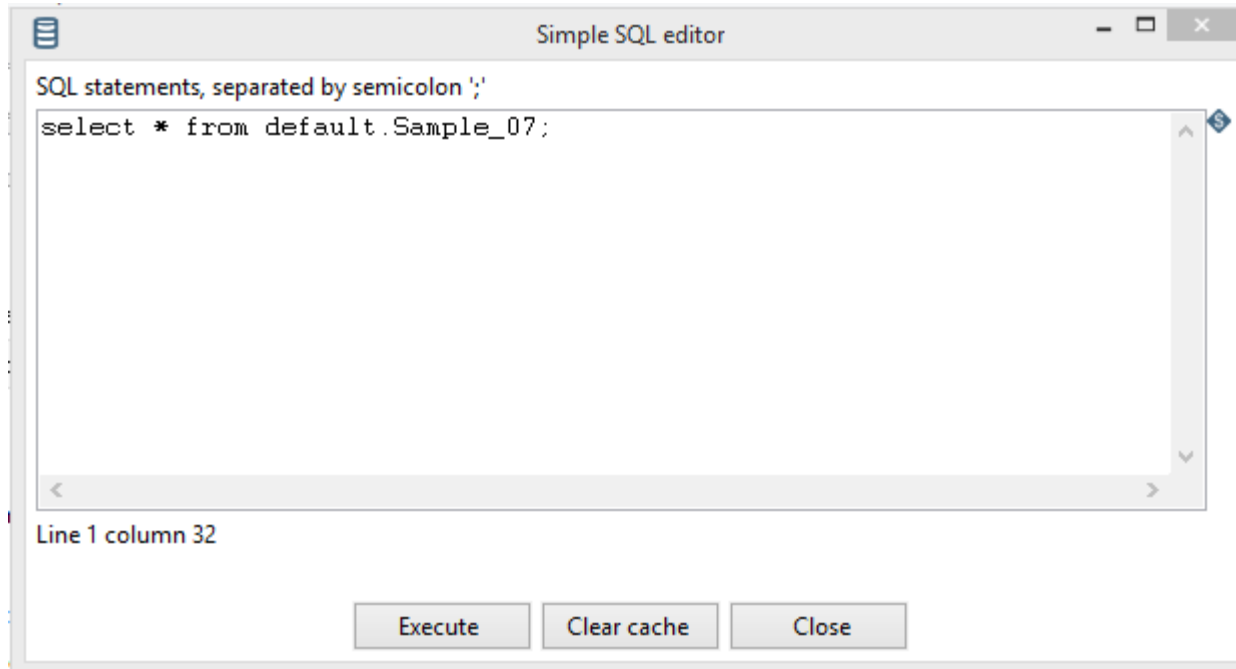 Simple SQL editor
SQL statements, separated by semicolon ';'
select * from default.Sample_07;
Line 1 column 32
Execute Clear cache Close